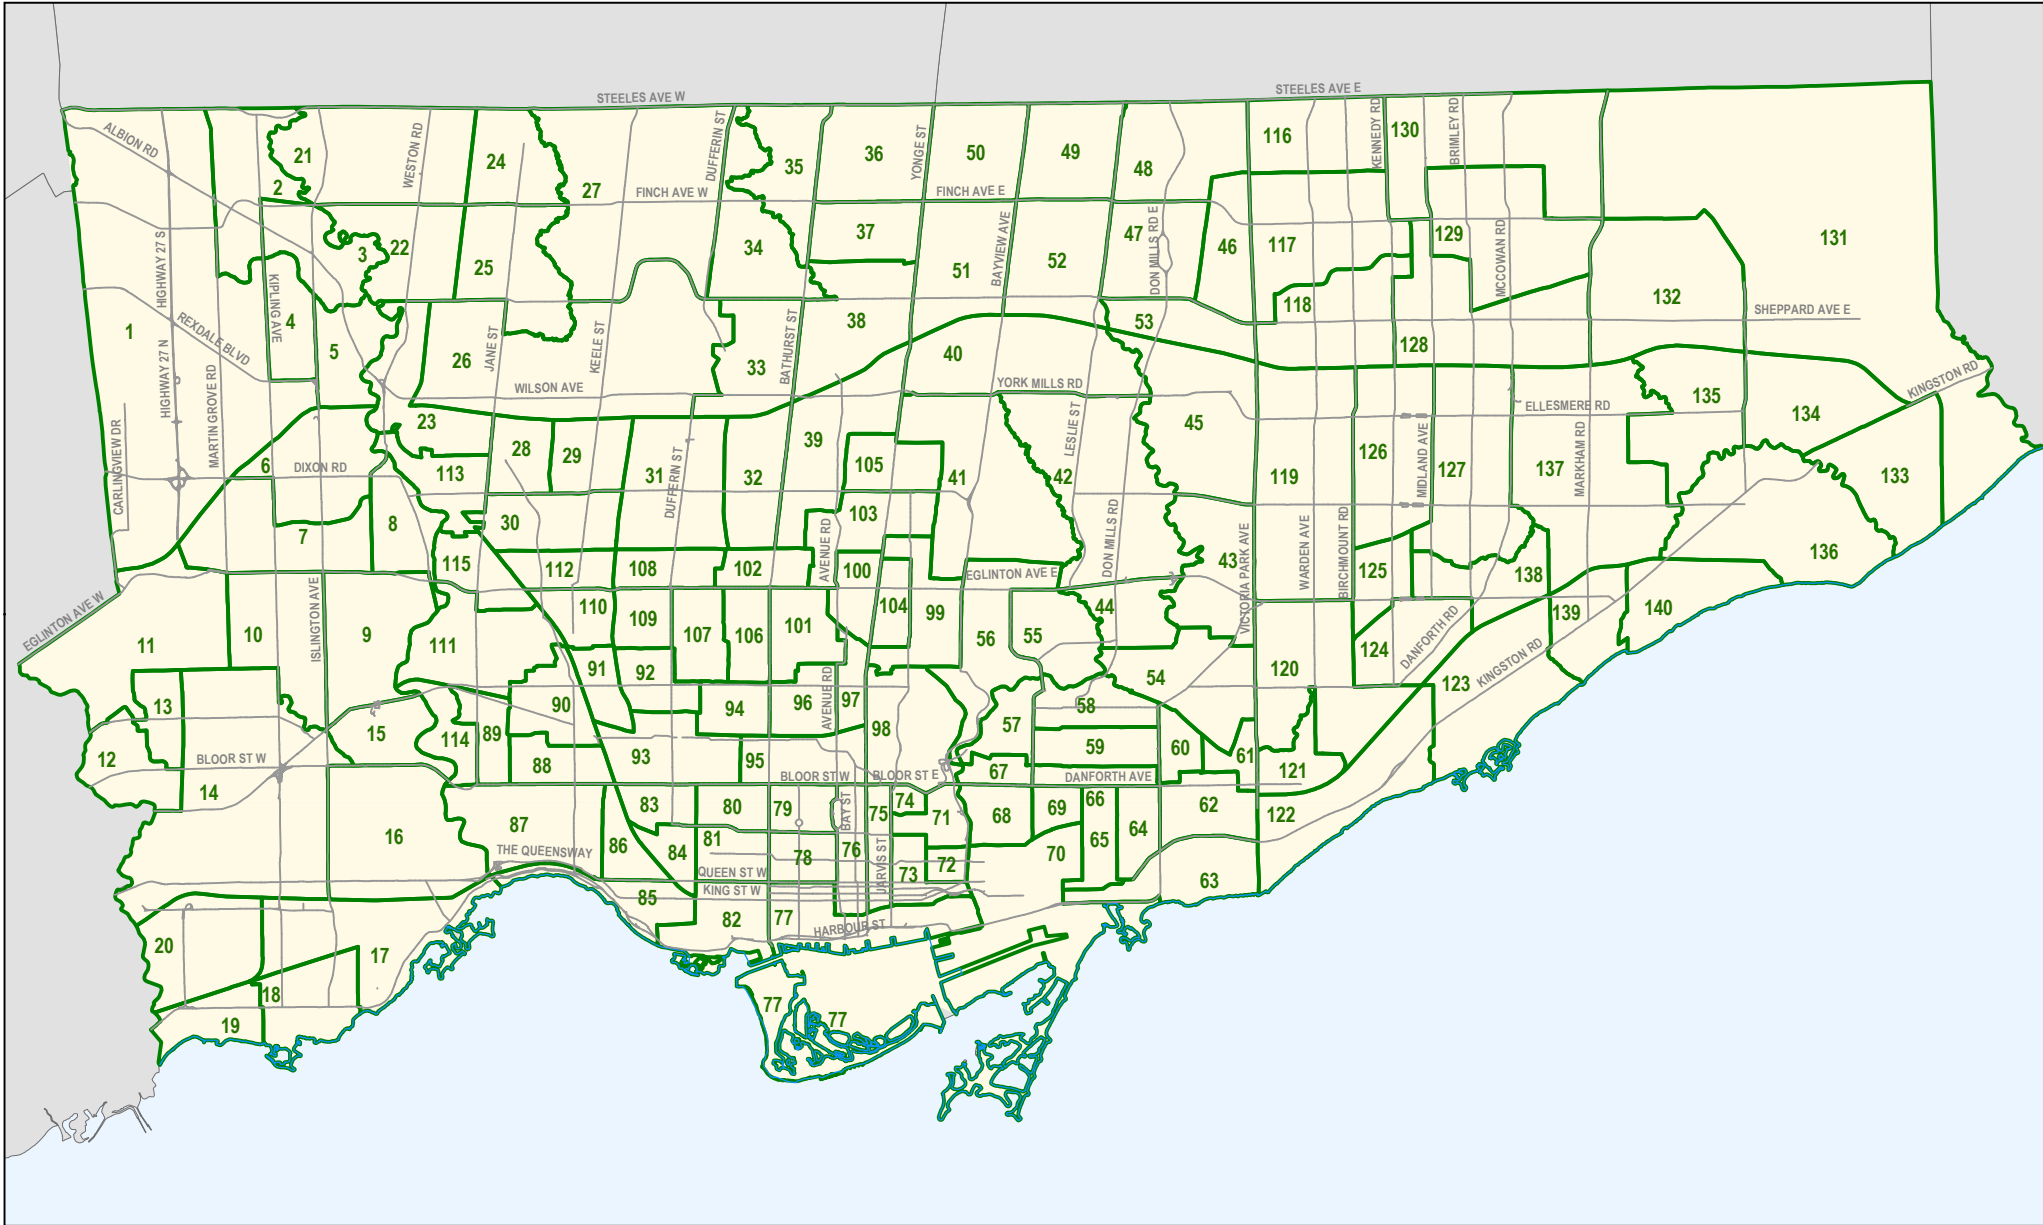 STEELES AVE W
STEELES AVE E
ALBION RD
WESTON RD
DUFFERIN ST
YONGE ST
KENNEDY RD
BRIMLEY RD
21
24
35
36
50
49
48
116
130
2
27
FINCH AVE W
FINCH AVE E
HIGHWAY 27 S
3
22
25
34
37
51
BAYVIEW AVE
52
47
DON MILLS RD E
46
117
129
MCCOWAN RD
131
132
118
SHEPPARD AVE E
1
REXDALE BLVD
KIPLING AVE
4
5
26
JANE ST
KEELE ST
33
BATHURST ST
38
40
53
128
HIGHWAY 27 N
MARTIN GROVE RD
WILSON AVE
YORK MILLS RD
ELLESMERE RD
135
134
KINGSTON RD
CARLINGVIEW DR
23
28
29
39
105
41
42
LESLIE ST
45
119
126
MIDLAND AVE
127
137
MARKHAM RD
133
6
DIXON RD
113
31
DUFFERIN ST
32
103
7
8
30
115
112
108
102
AVENUE RD
100
EGLINTON AVE E
DON MILLS RD
43
VICTORIA PARK AVE
WARDEN AVE
BIRCHMOUNT RD
125
138
136
EGLINTON AVE W
11
10
ISLINGTON AVE
9
111
110
109
107
106
101
104
99
56
55
44
124
DANFORTH RD
139
140
13
12
14
15
BLOOR ST W
114
89
90
91
92
94
96
AVENUE RD
97
98
57
58
54
120
123
KINGSTON RD
88
93
95
BLOOR ST W
BLOOR ST E
67
59
DANFORTH AVE
60
61
121
16
87
THE QUEENSWAY
83
86
84
80
81
79
78
BAY ST
76
75
74
71
JARVIS ST
73
72
68
69
66
65
70
64
62
122
63
QUEEN ST W
KING ST W
85
82
77
HARBOUR ST
20
17
18
19
77
77